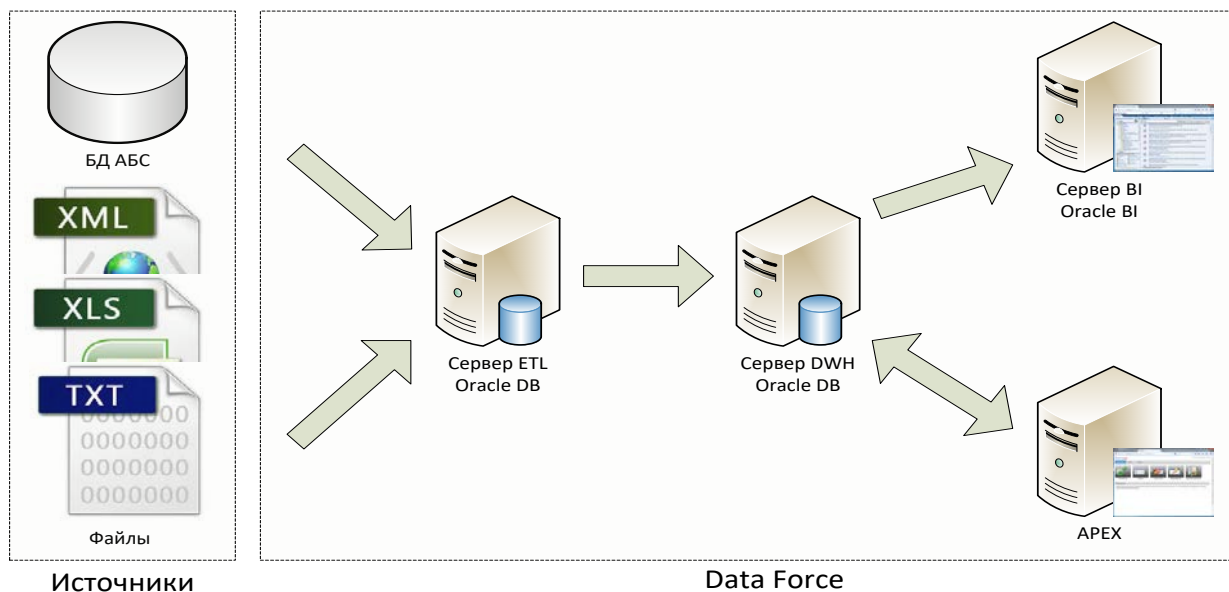 БД АБС
XML
XLS
TXT
0000000
0000000
0000000
0000000
Файлы
Источники
Сервер ETL
Oracle DB
Сервер DWH
Oracle DB
Сервер BI
Oracle BI
APEX
Data Force